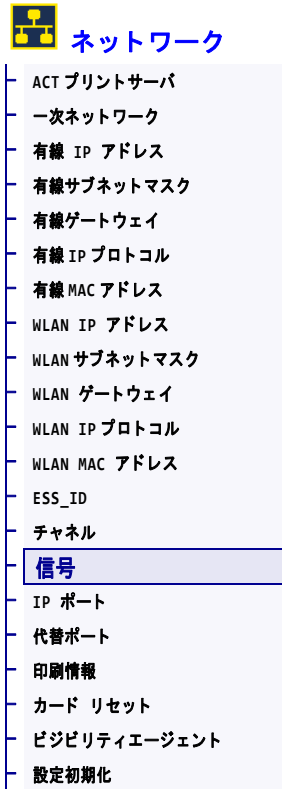 ネットワーク
ACT プリントサーバ
一次ネットワーク
有線 IP アドレス
有線サブネットマスク
有線ゲートウェイ
有線 IP プロトコル
有線 MAC アドレス
WLAN IP アドレス
WLAN サブネットマスク
WLAN ゲートウェイ
WLAN IP プロトコル
WLAN MAC アドレス
ESS_ID
チャネル
信号
IP ポート
代替ポート
印刷情報
カード リセット
ビジビリティエージェント
設定初期化